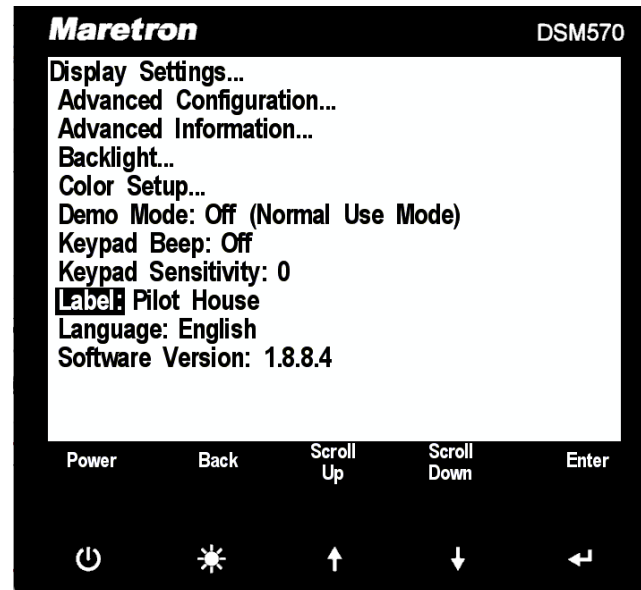 Maretron DSM570
Display Settings...
Advanced Configuration...
Advanced Information...
Backlight...
Color Setup...
Demo Mode: Off (Normal Use Mode)
Keypad Beep: Off
Keypad Sensitivity: 0
Label: Pilot House
Language: English
Software Version: 1.8.8.4
Power Back Scroll Up Scroll Down Enter